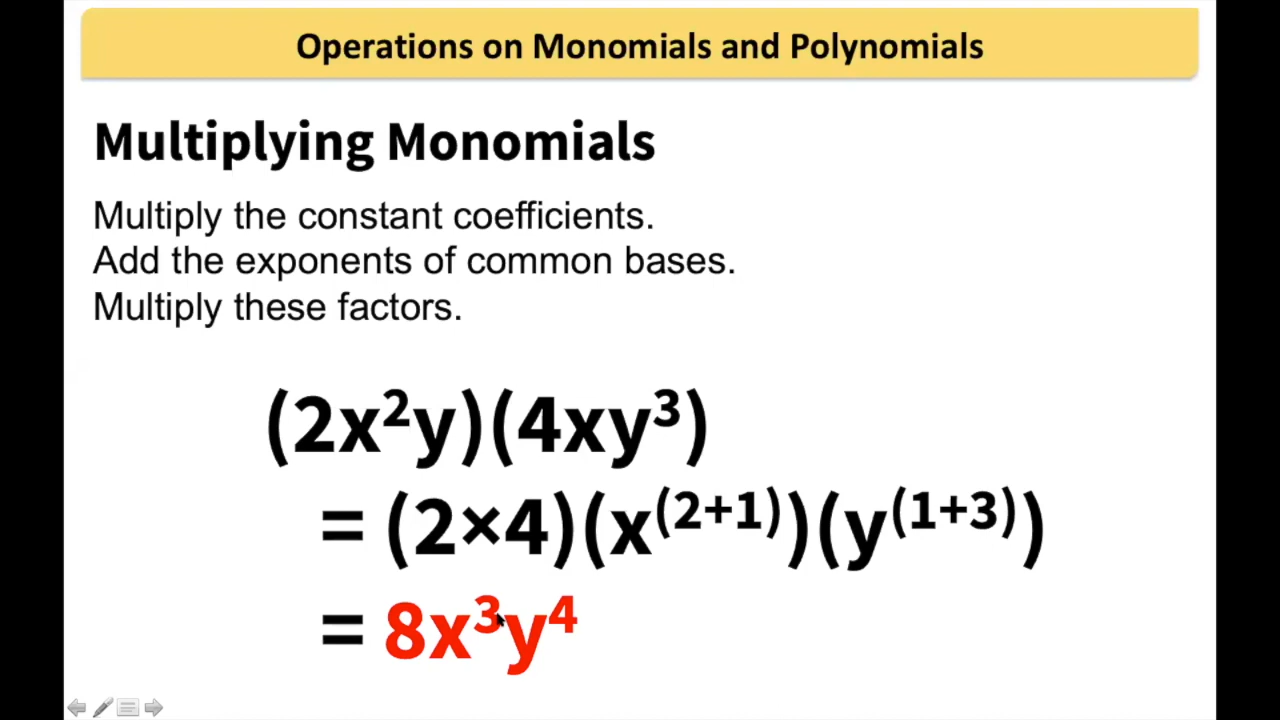 Operations on Monomials and Polynomials
Multiplying Monomials
Multiply the constant coefficients.
Add the exponents of common bases.
Multiply these factors.
(2x²y)(4xy³)
= (2×4)(x⁽²⁺¹⁾)(y⁽¹⁺³⁾)
= 8x³y⁴